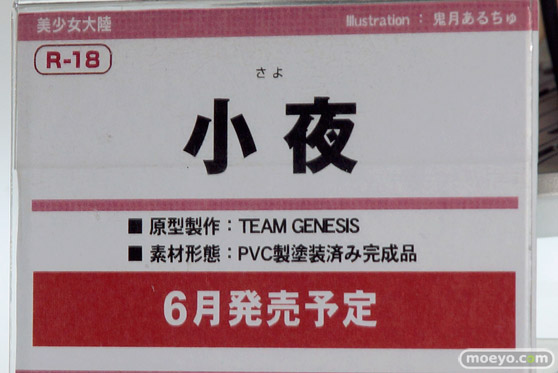 美少女大陸
Illustration : 鬼月あるちゅ
R-18
さよ
小夜
■ 原型製作：TEAM GENESIS
■ 素材形態：PVC製塗装済み完成品
6月発売予定
moeyo.com